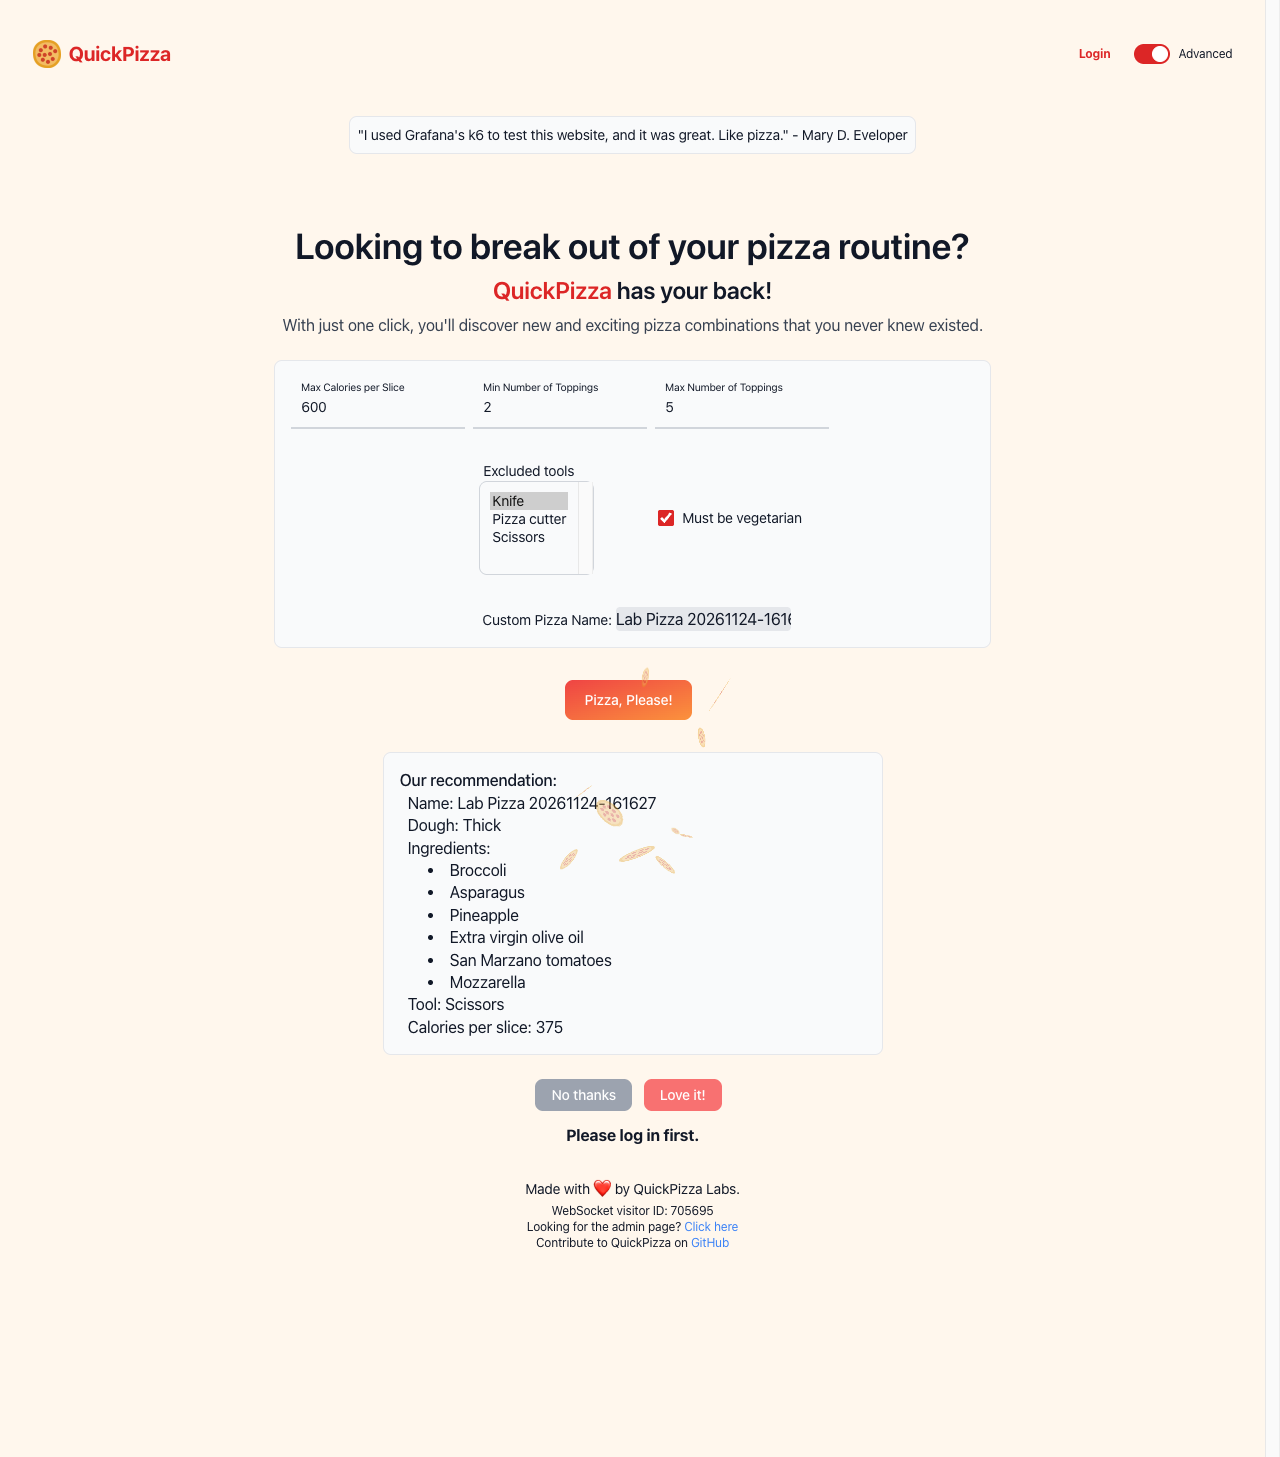 QuickPizza
Login
Advanced
"I used Grafana's k6 to test this website, and it was great. Like pizza." - Mary D. Eveloper
Looking to break out of your pizza routine?
QuickPizza has your back!
With just one click, you'll discover new and exciting pizza combinations that you never knew existed.
Max Calories per Slice
600
Min Number of Toppings
2
Max Number of Toppings
5
Excluded tools
Knife
Pizza cutter
Scissors
Must be vegetarian
Custom Pizza Name: Lab Pizza 20261124-1616
Pizza, Please!
Our recommendation:
Name: Lab Pizza 20261124-161627
Dough: Thick
Ingredients:
• Broccoli
• Asparagus
• Pineapple
• Extra virgin olive oil
• San Marzano tomatoes
• Mozzarella
Tool: Scissors
Calories per slice: 375
No thanks
Love it!
Please log in first.
Made with ❤️ by QuickPizza Labs.
WebSocket visitor ID: 705695
Looking for the admin page? Click here
Contribute to QuickPizza on GitHub